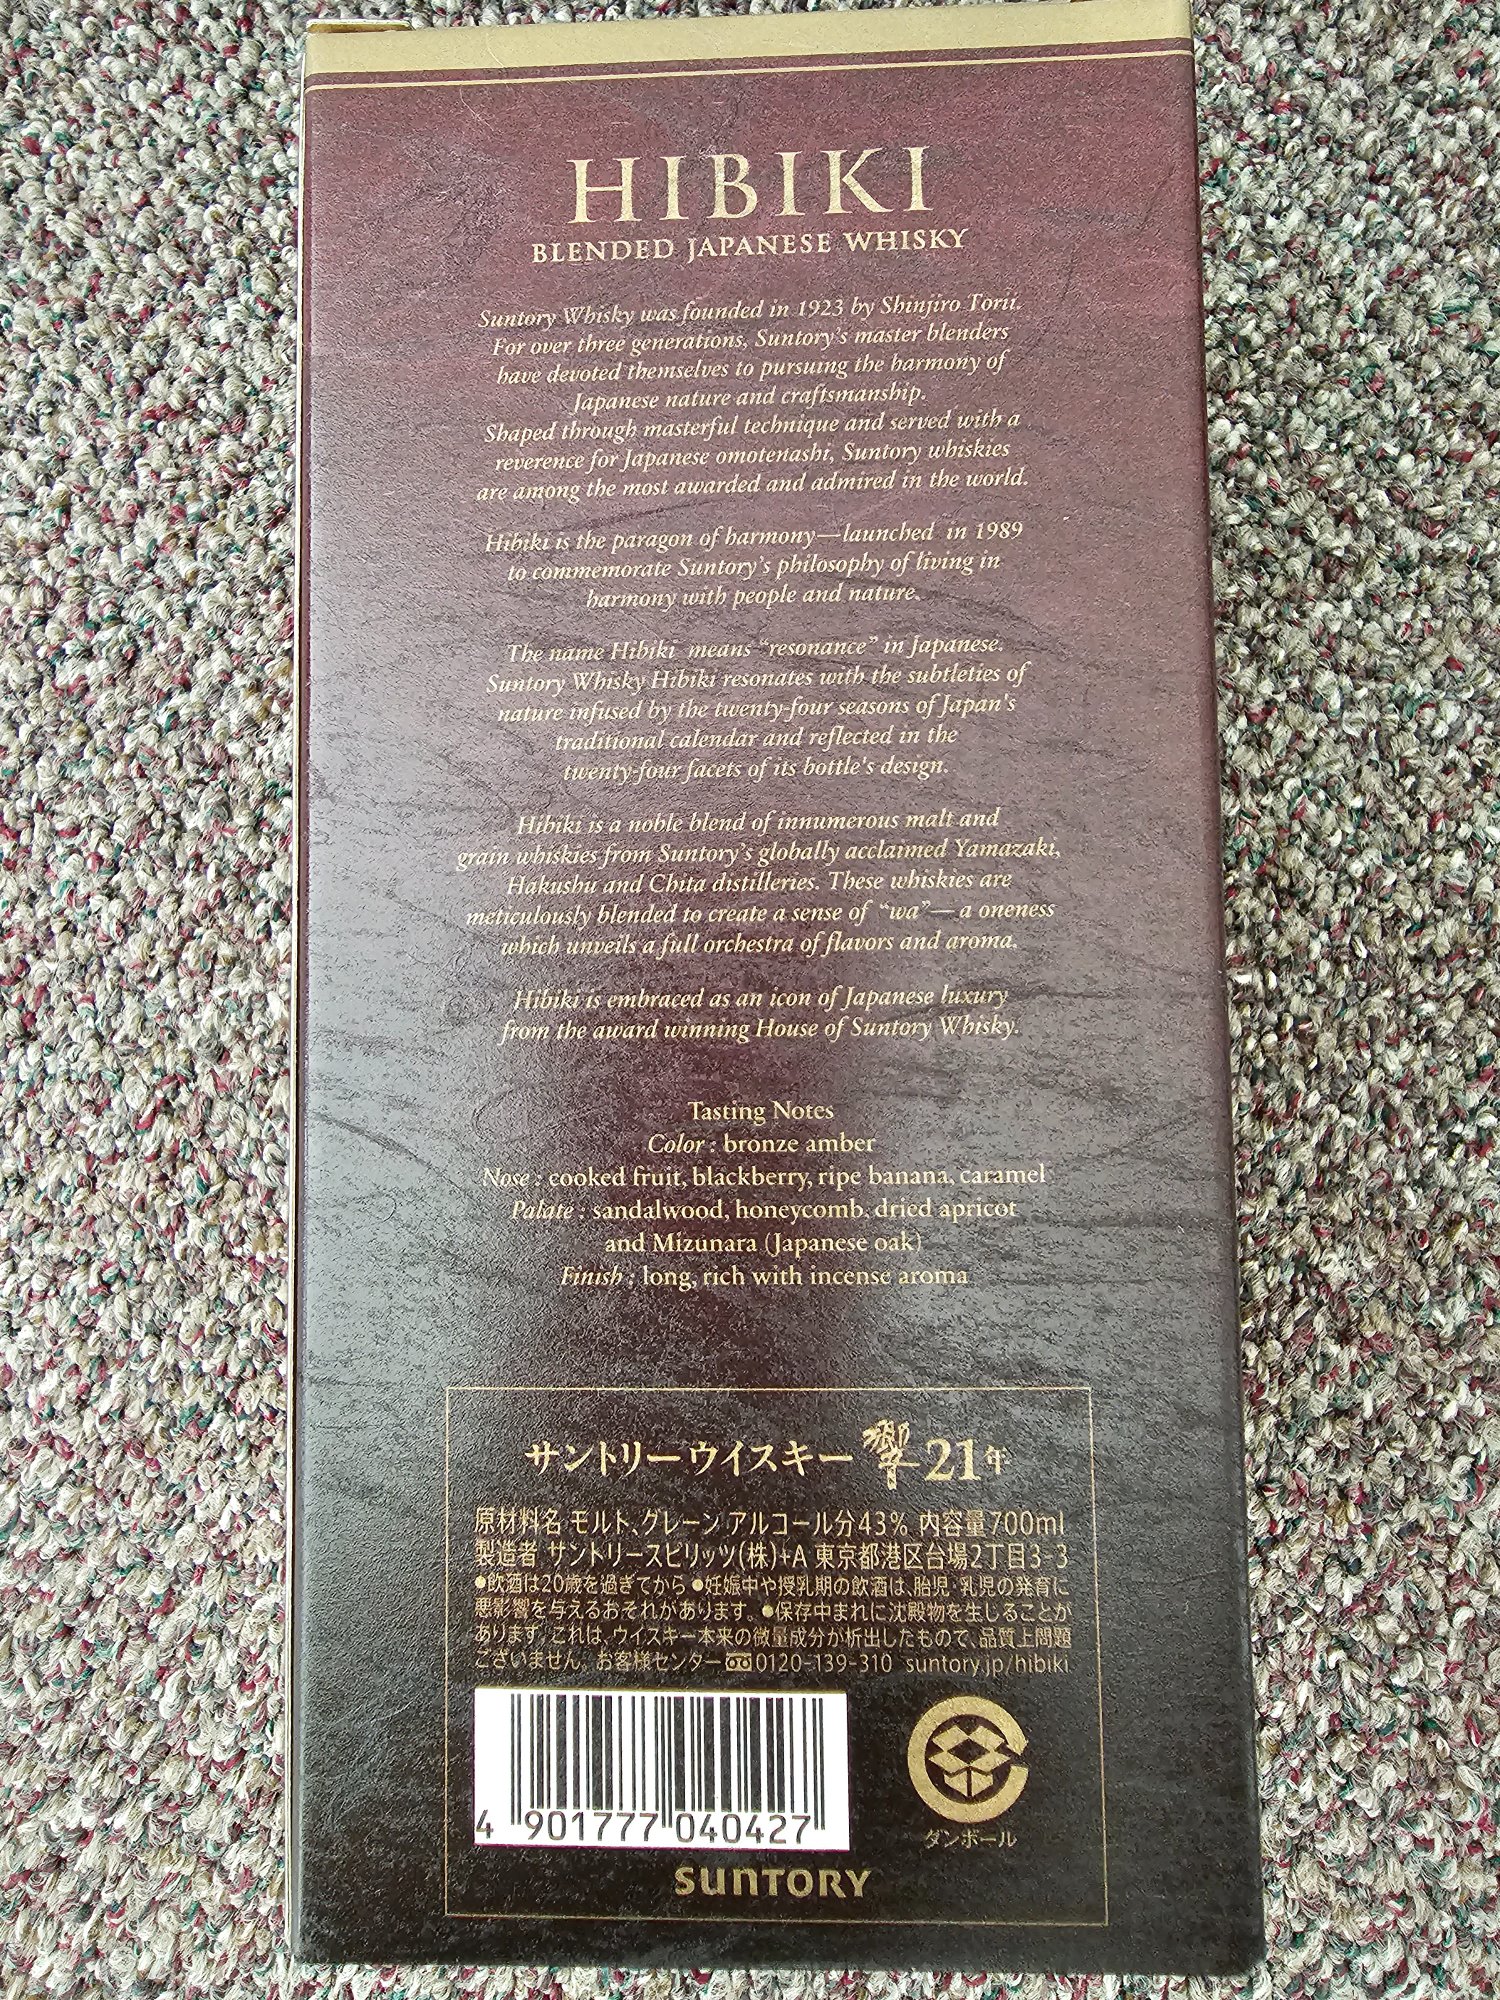 HIBIKI
BLENDED JAPANESE WHISKY
Suntory Whisky was founded in 1923 by Shinjiro Torii.
For over three generations, Suntory's master blenders
have devoted themselves to pursuing the harmony of
Japanese nature and craftsmanship.
Shaped through masterful technique and served with a
reverence for Japanese omotenashi, Suntory whiskies
are among the most awarded and admired in the world.
Hibiki is the paragon of harmony—launched in 1989
to commemorate Suntory's philosophy of living in
harmony with people and nature.
The name Hibiki means "resonance" in Japanese.
Suntory Whisky Hibiki resonates with the subtleties of
nature infused by the twenty-four seasons of Japan's
traditional calendar and reflected in the
twenty-four facets of its bottle's design.
Hibiki is a noble blend of innumerous malt and
grain whiskies from Suntory's globally acclaimed Yamazaki,
Hakushu and Chita distilleries. These whiskies are
meticulously blended to create a sense of "wa"— a oneness
which unveils a full orchestra of flavors and aroma.
Hibiki is embraced as an icon of Japanese luxury
from the award winning House of Suntory Whisky.
Tasting Notes
Color : bronze amber
Nose : cooked fruit, blackberry, ripe banana, caramel
Palate : sandalwood, honeycomb, dried apricot
and Mizunara (Japanese oak)
Finish : long, rich with incense aroma
サントリーウイスキー 響 21年
原材料名 モルト、グレーン アルコール分43% 内容量700ml
製造者 サントリースピリッツ(株)+A 東京都港区台場2丁目3-3
●飲酒は20歳を過ぎてから ●妊娠中や授乳期の飲酒は、胎児・乳児の発育に
悪影響を与えるおそれがあります。●保存中まれに沈殿物を生じることが
あります。これは、ウイスキー本来の微量成分が析出したもので、品質上問題
ございません。お客様センター 0120-139-310 suntory.jp/hibiki
4 901777 040427
ダンボール
SUNTORY